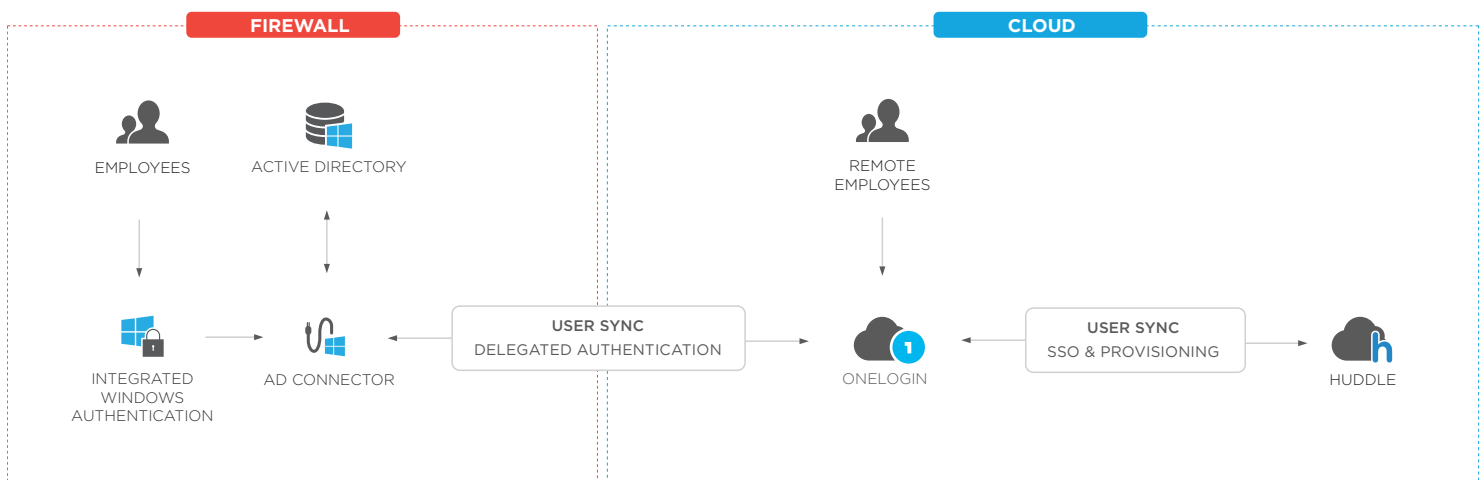 FIREWALL
CLOUD
EMPLOYEES
ACTIVE DIRECTORY
REMOTE
EMPLOYEES
USER SYNC
DELEGATED AUTHENTICATION
USER SYNC
SSO & PROVISIONING
1
h
INTEGRATED
WINDOWS
AUTHENTICATION
AD CONNECTOR
ONELOGIN
HUDDLE